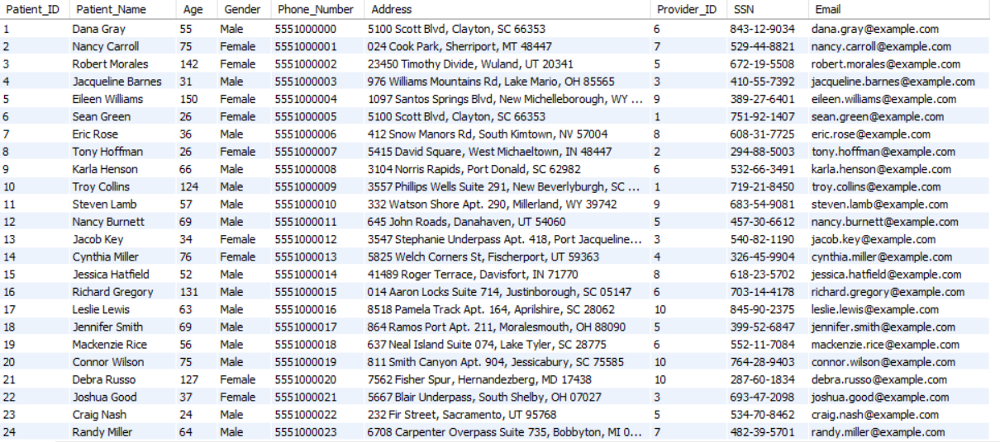 Patient_ID Patient_Name Age Gender Phone_Number Address Provider_ID SSN Email
1 Dana Gray 55 Male 5551000000 5100 Scott Blvd, Clayton, SC 66353 6 843-12-9034 dana.gray@example.com
2 Nancy Carroll 75 Female 5551000001 024 Cook Park, Sherriport, MT 48447 7 529-44-8821 nancy.carroll@example.com
3 Robert Morales 142 Female 5551000002 23450 Timothy Divide, Wuland, UT 20341 5 672-19-5508 robert.morales@example.com
4 Jacqueline Barnes 31 Male 5551000003 976 Williams Mountains Rd, Lake Mario, OH 85565 3 410-55-7392 jacqueline.barnes@example.com
5 Eileen Williams 150 Female 5551000004 1097 Santos Springs Blvd, New Michelleborough, WY ... 9 389-27-6401 eileen.williams@example.com
6 Sean Green 26 Female 5551000005 5100 Scott Blvd, Clayton, SC 66353 1 751-92-1407 sean.green@example.com
7 Eric Rose 36 Male 5551000006 412 Snow Manors Rd, South Kimtown, NV 57004 8 608-31-7725 eric.rose@example.com
8 Tony Hoffman 26 Female 5551000007 5415 David Square, West Michaeltown, IN 48447 2 294-88-5003 tony.hoffman@example.com
9 Karla Henson 66 Male 5551000008 3104 Norris Rapids, Port Donald, SC 62982 6 532-66-3491 karla.henson@example.com
10 Troy Collins 124 Male 5551000009 3557 Phillips Wells Suite 291, New Beverlyburgh, SC ... 1 719-21-8450 troy.collins@example.com
11 Steven Lamb 57 Male 5551000010 332 Watson Shore Apt. 290, Millerland, WY 39742 9 683-54-9081 steven.lamb@example.com
12 Nancy Burnett 69 Male 5551000011 645 John Roads, Danahaven, UT 54060 5 457-30-6612 nancy.burnett@example.com
13 Jacob Key 34 Female 5551000012 3547 Stephanie Underpass Apt. 418, Port Jacqueline... 3 540-82-1190 jacob.key@example.com
14 Cynthia Miller 76 Female 5551000013 5825 Welch Corners St, Fischerport, UT 59363 4 326-45-9904 cynthia.miller@example.com
15 Jessica Hatfield 52 Male 5551000014 41489 Roger Terrace, Davisfort, IN 71770 8 618-23-5702 jessica.hatfield@example.com
16 Richard Gregory 131 Male 5551000015 014 Aaron Locks Suite 714, Justinborough, SC 05147 6 703-14-4178 richard.gregory@example.com
17 Leslie Lewis 63 Male 5551000016 8518 Pamela Track Apt. 164, Aprilshire, SC 28062 10 845-90-2375 leslie.lewis@example.com
18 Jennifer Smith 69 Male 5551000017 864 Ramos Port Apt. 211, Moralesmouth, OH 88090 5 399-52-6847 jennifer.smith@example.com
19 Mackenzie Rice 56 Male 5551000018 637 Neal Island Suite 074, Lake Tyler, SC 28775 6 552-11-7084 mackenzie.rice@example.com
20 Connor Wilson 75 Male 5551000019 811 Smith Canyon Apt. 904, Jessicabury, SC 75585 10 764-28-9403 connor.wilson@example.com
21 Debra Russo 127 Female 5551000020 7562 Fisher Spur, Hernandezberg, MD 17438 10 287-60-1834 debra.russo@example.com
22 Joshua Good 37 Female 5551000021 5667 Blair Underpass, South Shelby, OH 07027 3 693-47-2098 joshua.good@example.com
23 Craig Nash 24 Male 5551000022 232 Fir Street, Sacramento, UT 95768 5 534-70-8462 craig.nash@example.com
24 Randy Miller 64 Male 5551000023 6708 Carpenter Overpass Suite 735, Bobbyton, MI 0... 7 482-39-5701 randy.miller@example.com